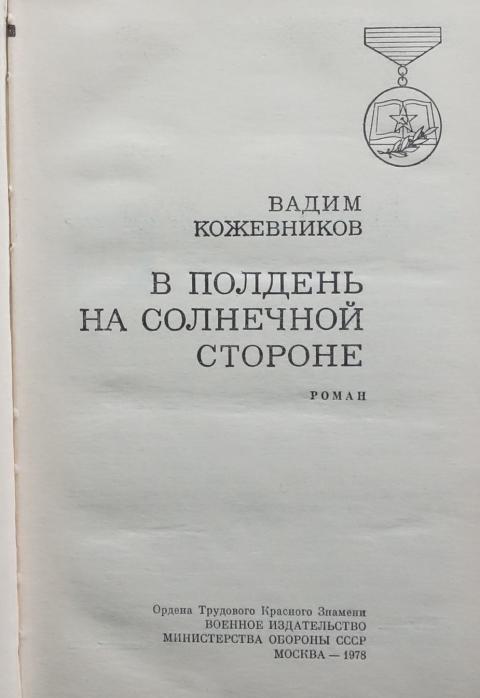 ВАДИМ
КОЖЕВНИКОВ
В ПОЛДЕНЬ
НА СОЛНЕЧНОЙ
СТОРОНЕ
РОМАН
Ордена Трудового Красного Знамени
ВОЕННОЕ ИЗДАТЕЛЬСТВО
МИНИСТЕРСТВА ОБОРОНЫ СССР
МОСКВА — 1978